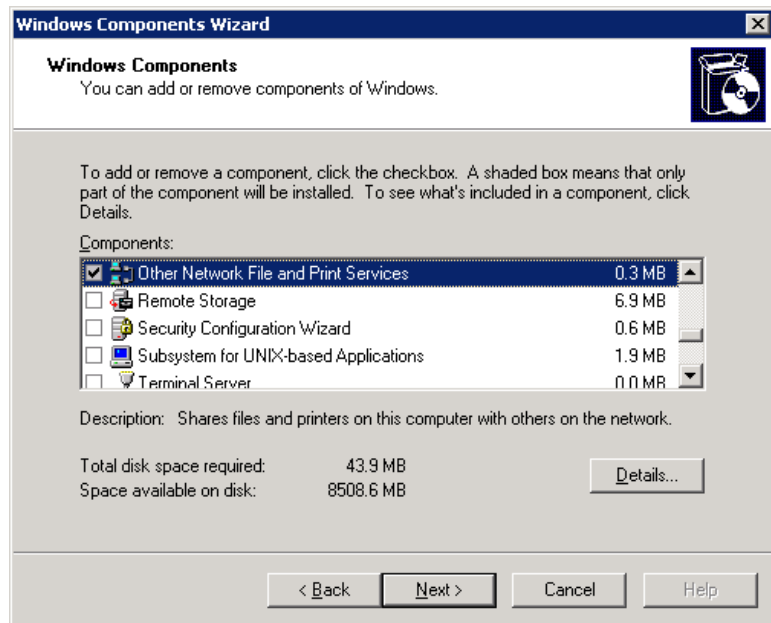 Windows Components Wizard
Windows Components
You can add or remove components of Windows.
To add or remove a component, click the checkbox. A shaded box means that only
part of the component will be installed. To see what's included in a component, click
Details.
Components:
Other Network File and Print Services 0.3 MB
Remote Storage 6.9 MB
Security Configuration Wizard 0.6 MB
Subsystem for UNIX-based Applications 1.9 MB
Terminal Server 0.0 MB
Description: Shares files and printers on this computer with others on the network.
Total disk space required: 43.9 MB
Space available on disk: 8508.6 MB
Details...
< Back Next > Cancel Help